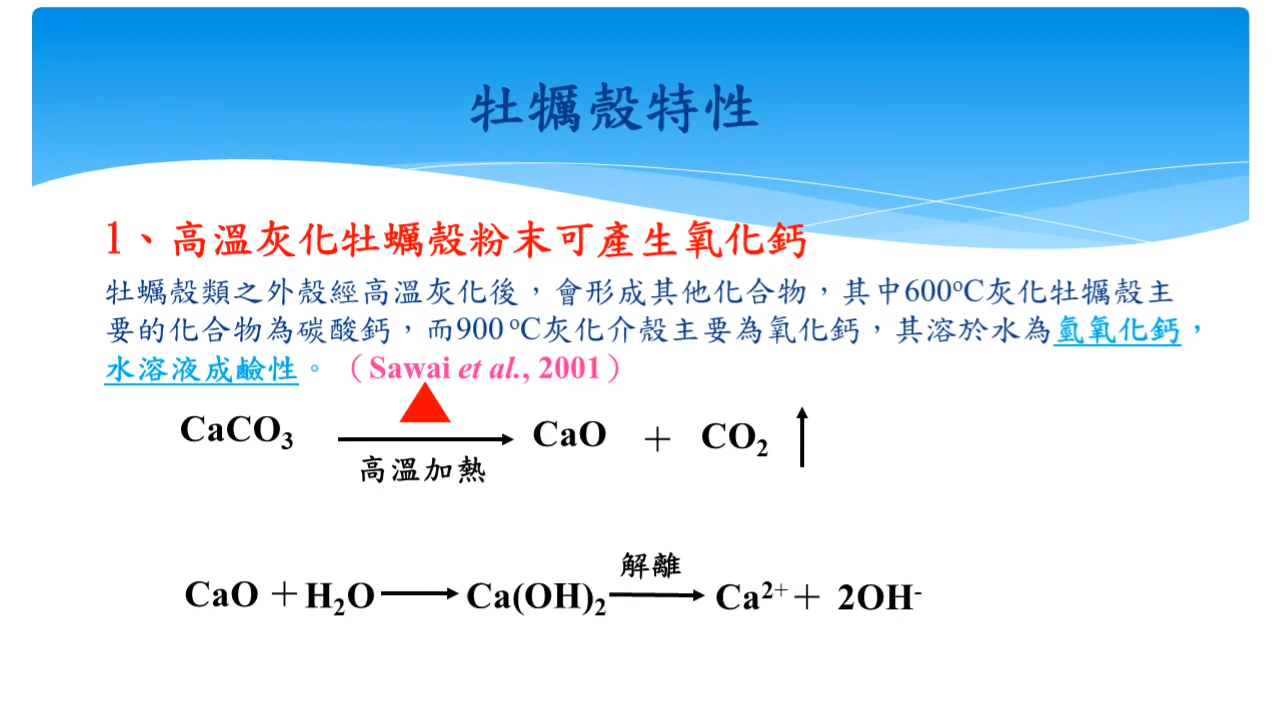 牡犡殼特性
1、高溫灰化牡蠣殼粉末可產生氧化鈣
牡蠣殼類之外殼經高溫灰化後，會形成其他化合物，其中600°C灰化牡犡殼主
要的化合物為碳酸鈣，而900 °C灰化介殼主要為氧化鈣，其溶於水為氫氧化鈣，
水溶液成鹼性。（Sawai et al., 2001）
CaCO₃ → CaO ＋ CO₂ ↑
高溫加熱
解離
CaO ＋H₂O → Ca(OH)₂ → Ca²⁺＋ 2OH⁻